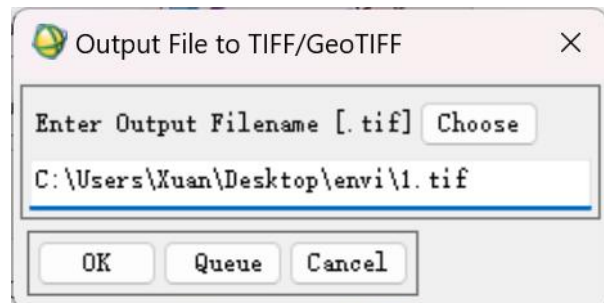 Output File to TIFF/GeoTIFF
Enter Output Filename [.tif] Choose
C:\Users\Xuan\Desktop\envi\1.tif
OK Queue Cancel